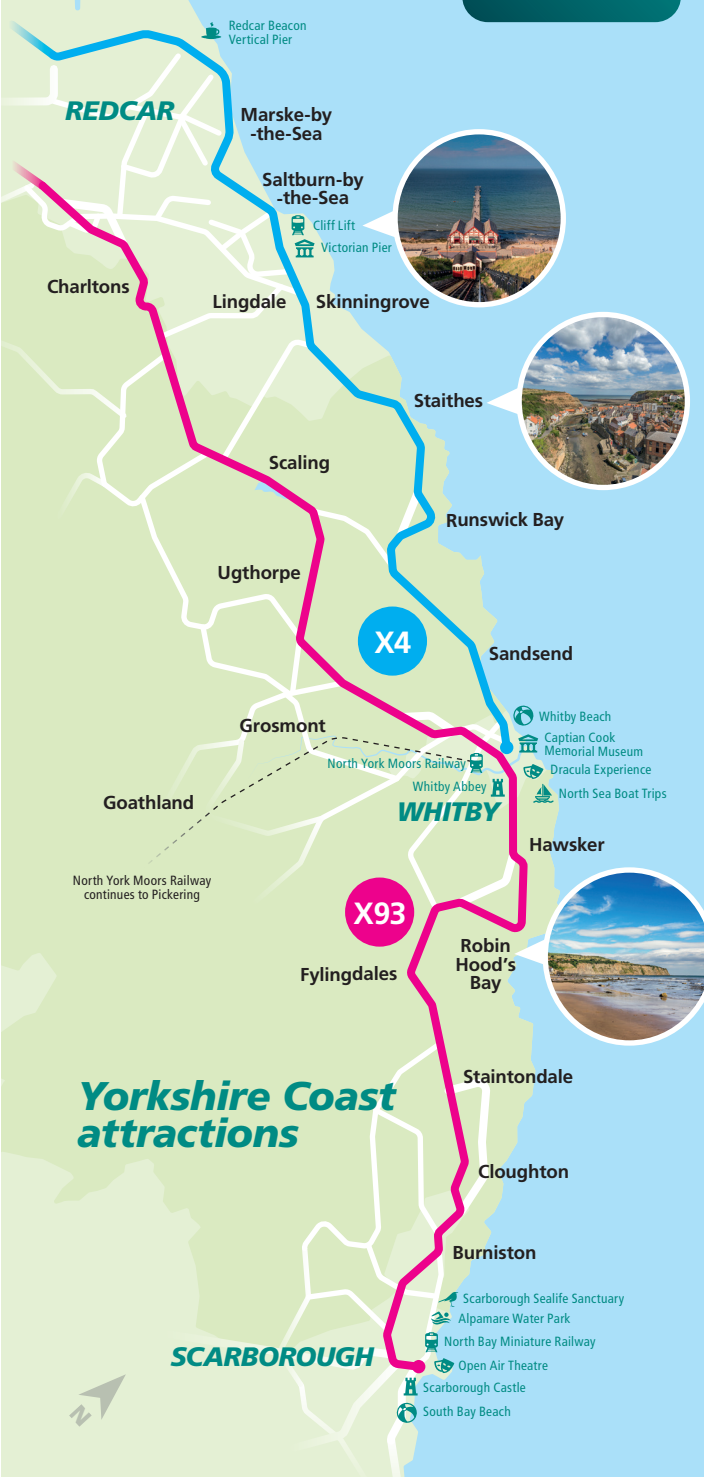 Redcar Beacon
Vertical Pier
REDCAR
Marske-by
-the-Sea
Saltburn-by
-the-Sea
Cliff Lift
Victorian Pier
Charltons
Lingdale
Skinningrove
Staithes
Scaling
Runswick Bay
Ugthorpe
X4
Sandsend
Whitby Beach
Grosmont
Captian Cook
Memorial Museum
North York Moors Railway
Dracula Experience
Whitby Abbey
North Sea Boat Trips
Goathland
WHITBY
Hawsker
North York Moors Railway
continues to Pickering
X93
Robin
Hood's
Bay
Fylingdales
Staintondale
Yorkshire Coast
attractions
Cloughton
Burniston
Scarborough Sealife Sanctuary
Alpamare Water Park
North Bay Miniature Railway
SCARBOROUGH
Open Air Theatre
Scarborough Castle
South Bay Beach
N